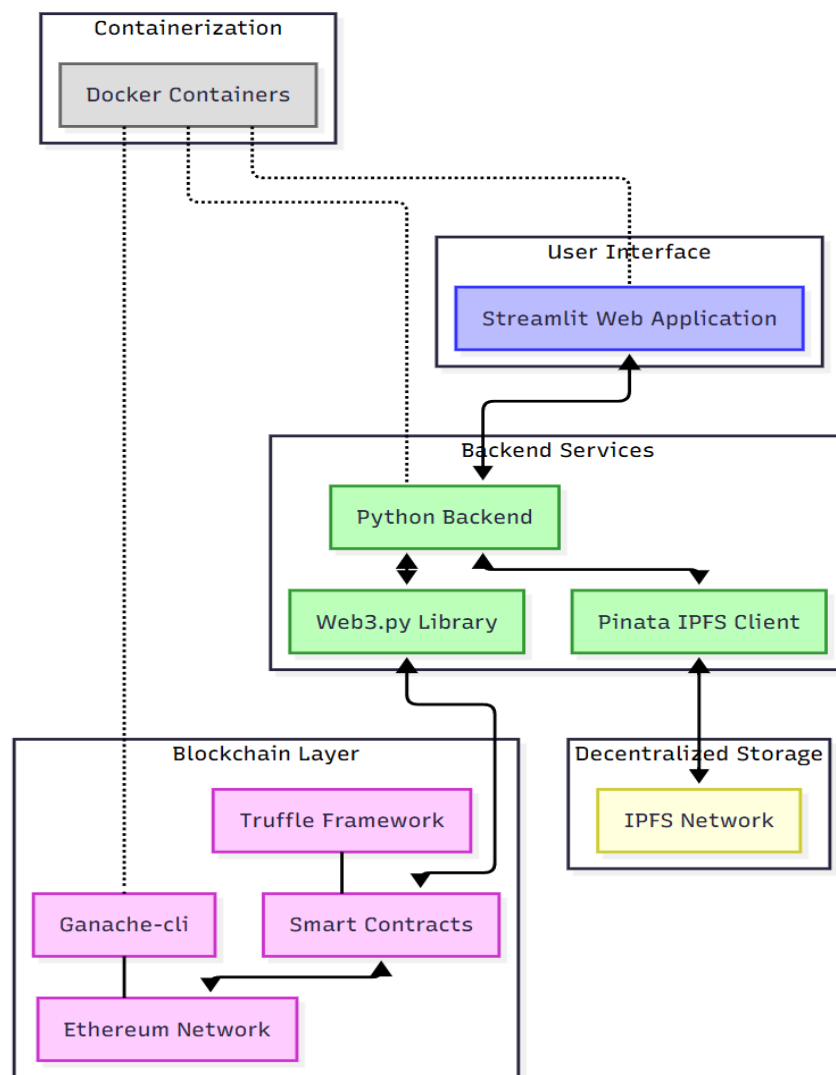 Containerization
Docker Containers
User Interface
Streamlit Web Application
Backend Services
Python Backend
Web3.py Library
Pinata IPFS Client
Blockchain Layer
Decentralized Storage
Truffle Framework
IPFS Network
Ganache-cli
Smart Contracts
Ethereum Network